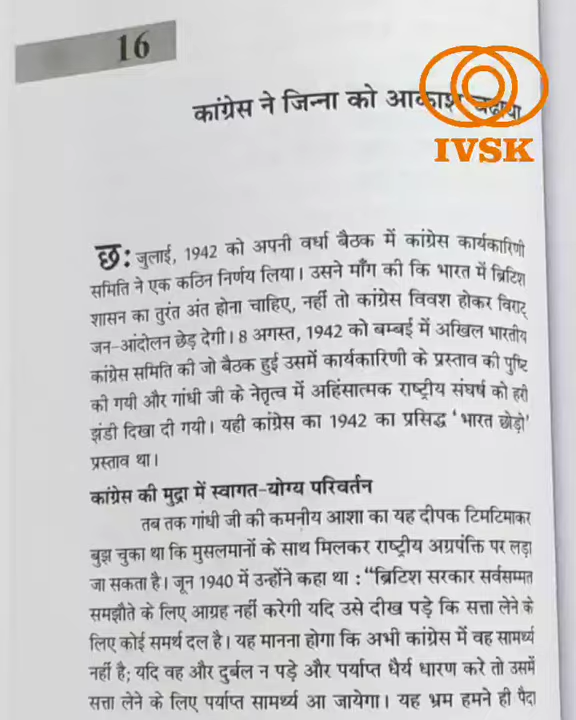 16
कांग्रेस ने जिन्ना को आकाश चढ़ाया
IVSK
छः जुलाई, 1942 को अपनी वर्धा बैठक में कांग्रेस कार्यकारिणी
समिति ने एक कठिन निर्णय लिया। उसने माँग की कि भारत में ब्रिटिश
शासन का तुरंत अंत होना चाहिए, नहीं तो कांग्रेस विवश होकर विराट्
जन-आंदोलन छेड़ देगी। 8 अगस्त, 1942 को बम्बई में अखिल भारतीय
कांग्रेस समिति की जो बैठक हुई उसमें कार्यकारिणी के प्रस्ताव की पुष्टि
की गयी और गांधी जी के नेतृत्व में अहिंसात्मक राष्ट्रीय संघर्ष को हरी
झंडी दिखा दी गयी। यही कांग्रेस का 1942 का प्रसिद्ध 'भारत छोड़ो'
प्रस्ताव था।
कांग्रेस की मुद्रा में स्वागत-योग्य परिवर्तन
तब तक गांधी जी की कमनीय आशा का यह दीपक टिमटिमाकर
बुझ चुका था कि मुसलमानों के साथ मिलकर राष्ट्रीय अग्रपंक्ति पर लड़ा
जा सकता है। जून 1940 में उन्होंने कहा था : "ब्रिटिश सरकार सर्वसम्मत
समझौते के लिए आग्रह नहीं करेगी यदि उसे दीख पड़े कि सत्ता लेने के
लिए कोई समर्थ दल है। यह मानना होगा कि अभी कांग्रेस में वह सामर्थ्य
नहीं है; यदि वह और दुर्बल न पड़े और पर्याप्त धैर्य धारण करे तो उसमें
सत्ता लेने के लिए पर्याप्त सामर्थ्य आ जायेगा। यह भ्रम हमने ही पैदा